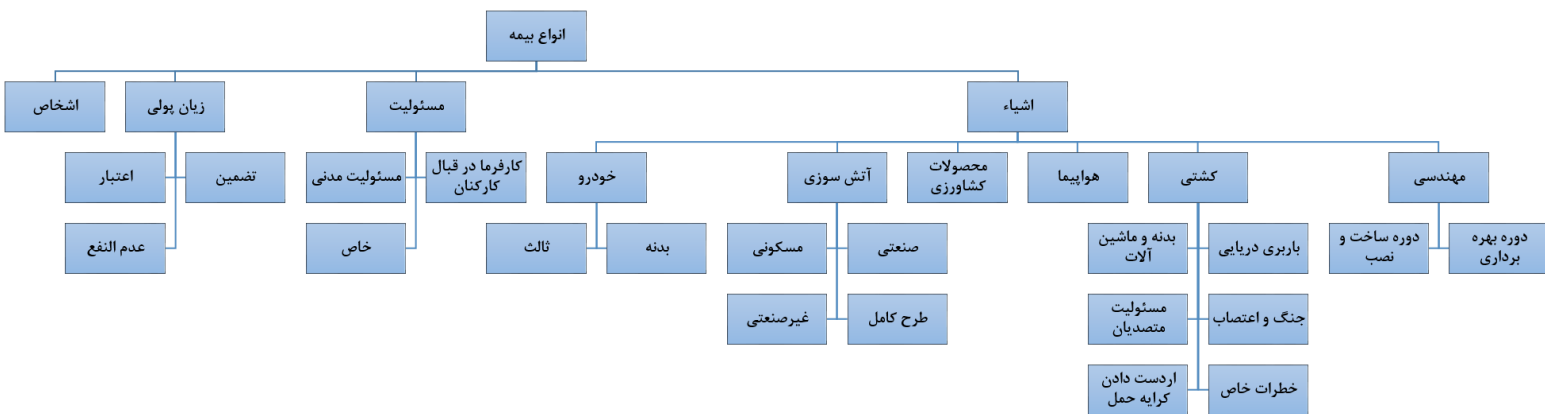 انواع بیمه
اشیاء
مسئولیت
زیان پولی
اشخاص
مهندسی
کشتی
هواپیما
محصولات
کشاورزی
آتش سوزی
خودرو
کارفرما در قبال
کارکنان
مسئولیت مدنی
تضمین
اعتبار
دوره بهره
برداری
دوره ساخت و
نصب
باربری دریایی
بدنه و ماشین
آلات
صنعتی
مسکونی
بدنه
ثالث
خاص
عدم النفع
جنگ و اعتصاب
مسئولیت
متصدیان
طرح کامل
غیرصنعتی
خطرات خاص
اردست دادن
کرایه حمل